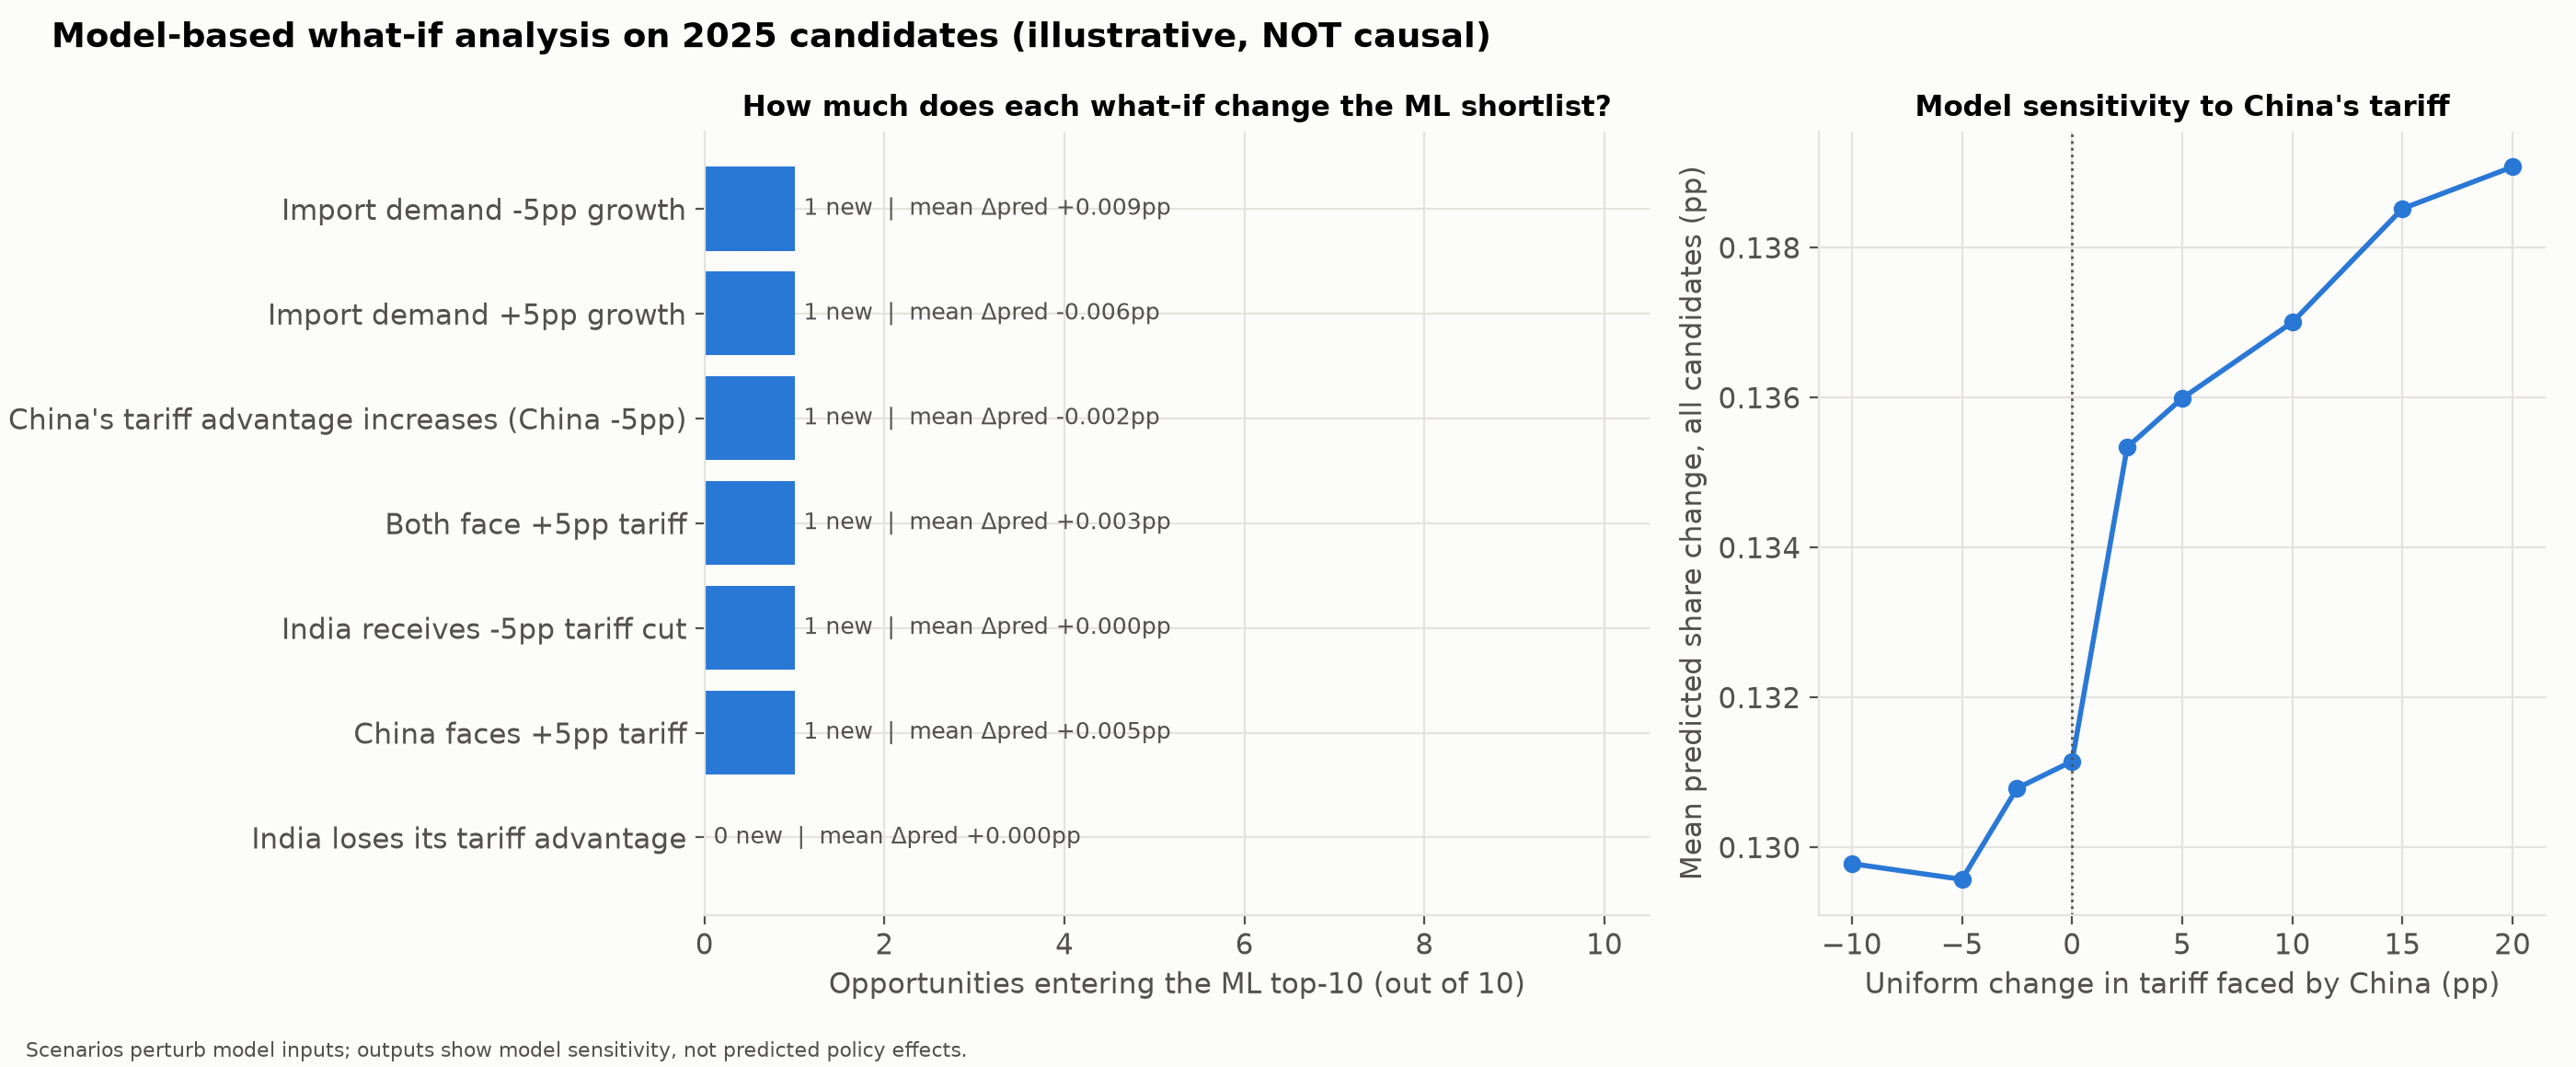 Model-based what-if analysis on 2025 candidates (illustrative, NOT causal)
How much does each what-if change the ML shortlist?
Import demand -5pp growth
1 new | mean Δpred +0.009pp
Import demand +5pp growth
1 new | mean Δpred -0.006pp
China's tariff advantage increases (China -5pp)
1 new | mean Δpred -0.002pp
Both face +5pp tariff
1 new | mean Δpred +0.003pp
India receives -5pp tariff cut
1 new | mean Δpred +0.000pp
China faces +5pp tariff
1 new | mean Δpred +0.005pp
India loses its tariff advantage
0 new | mean Δpred +0.000pp
0 2 4 6 8 10
Opportunities entering the ML top-10 (out of 10)
Model sensitivity to China's tariff
Mean predicted share change, all candidates (pp)
0.138
0.136
0.134
0.132
0.130
−10 −5 0 5 10 15 20
Uniform change in tariff faced by China (pp)
Scenarios perturb model inputs; outputs show model sensitivity, not predicted policy effects.